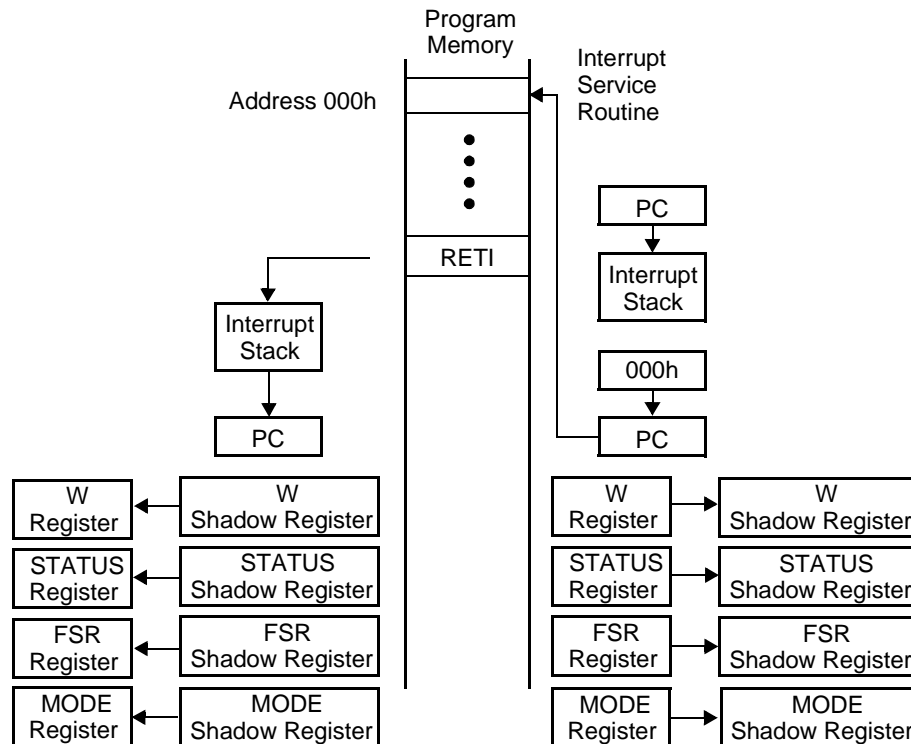 Program
Memory
Interrupt
Service
Routine
Address 000h
PC
RETI
Interrupt
Stack
Interrupt
Stack
000h
PC
PC
W
Register
W
Shadow Register
W
Register
W
Shadow Register
STATUS
Register
STATUS
Shadow Register
STATUS
Register
STATUS
Shadow Register
FSR
Register
FSR
Shadow Register
FSR
Register
FSR
Shadow Register
MODE
Register
MODE
Shadow Register
MODE
Register
MODE
Shadow Register